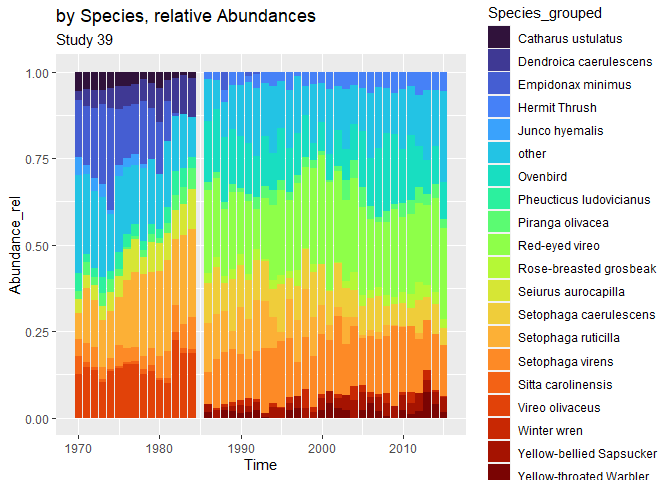 by Species, relative Abundances
Study 39
Species_grouped
Catharus ustulatus
Dendroica caerulescens
Empidonax minimus
Hermit Thrush
Junco hyemalis
other
Ovenbird
Pheucticus ludovicianus
Piranga olivacea
Red-eyed vireo
Rose-breasted grosbeak
Seiurus aurocapilla
Setophaga caerulescens
Setophaga ruticilla
Setophaga virens
Sitta carolinensis
Vireo olivaceus
Winter wren
Yellow-bellied Sapsucker
Yellow-throated Warbler
Abundance_rel
1.00
0.75
0.50
0.25
0.00
1970 1980 1990 2000 2010
Time